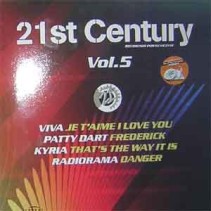 21st Century
Vol.5
VIVA JE T'AIME I LOVE YOU
PATTY DART FREDERICK
KYRIA THAT'S THE WAY IT IS
RADIORAMA DANGER